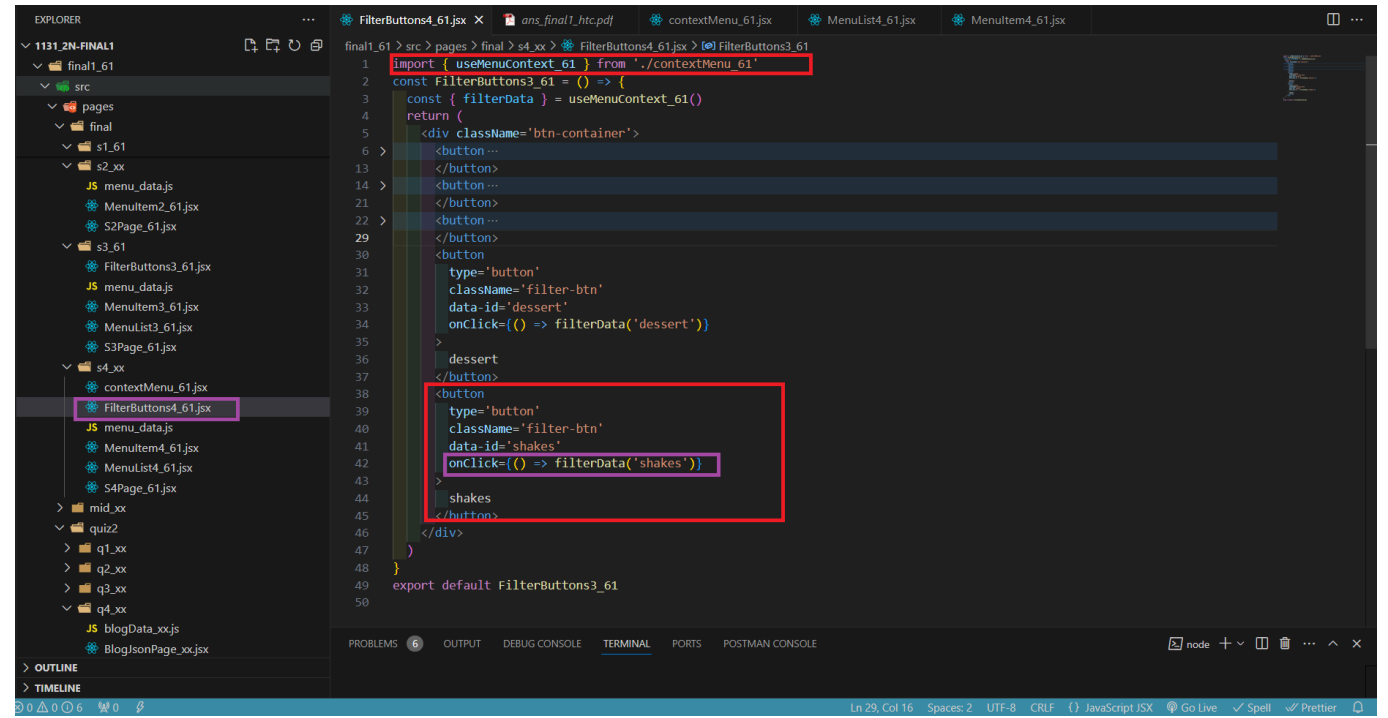 EXPLORER
1131_2N-FINAL1
final1_61
src
pages
final
s1_61
s2_xx
JS menu_data.js
MenuItem2_61.jsx
S2Page_61.jsx
s3_61
FilterButtons3_61.jsx
JS menu_data.js
MenuItem3_61.jsx
MenuList3_61.jsx
S3Page_61.jsx
s4_xx
contextMenu_61.jsx
FilterButtons4_61.jsx
JS menu_data.js
MenuItem4_61.jsx
MenuList4_61.jsx
S4Page_61.jsx
mid_xx
quiz2
q1_xx
q2_xx
q3_xx
q4_xx
JS blogData_xx.js
BlogJsonPage_xx.jsx
OUTLINE
TIMELINE
FilterButtons4_61.jsx ans_final1_htc.pdf contextMenu_61.jsx MenuList4_61.jsx MenuItem4_61.jsx
final1_61 > src > pages > final > s4_xx > FilterButtons4_61.jsx > FilterButtons3_61
1 import { useMenuContext_61 } from './contextMenu_61'
2 const FilterButtons3_61 = () => {
3 const { filterData } = useMenuContext_61()
4 return (
5 <div className='btn-container'>
6 <button ...
13 </button>
14 <button ...
21 </button>
22 <button ...
29 </button>
30 <button
31 type='button'
32 className='filter-btn'
33 data-id='dessert'
34 onClick={() => filterData('dessert')}
35 >
36 dessert
37 </button>
38 <button
39 type='button'
40 className='filter-btn'
41 data-id='shakes'
42 onClick={() => filterData('shakes')}
43 >
44 shakes
45 </button>
46 </div>
47 )
48 }
49 export default FilterButtons3_61
50
PROBLEMS 6 OUTPUT DEBUG CONSOLE TERMINAL PORTS POSTMAN CONSOLE node
0 0 6 0 Ln 29, Col 16 Spaces: 2 UTF-8 CRLF {} JavaScript JSX Go Live Spell Prettier